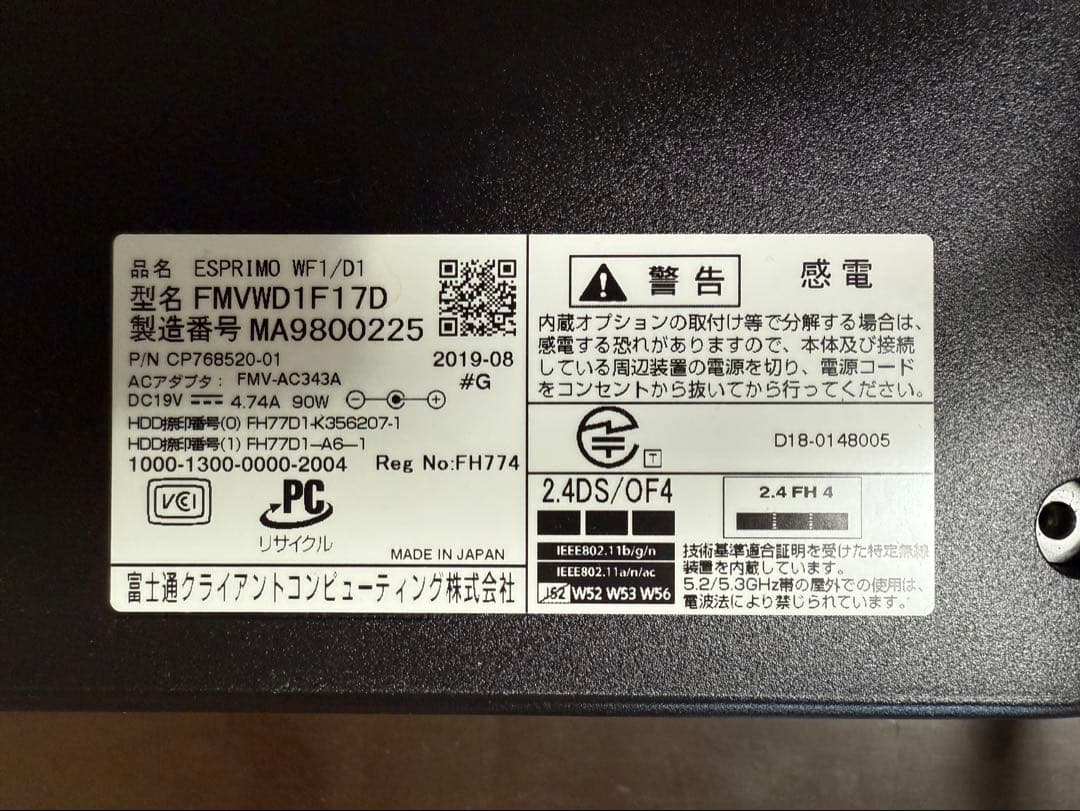 品名 ESPRIMO WF1/D1
型名 FMVWD1F17D
製造番号 MA9800225
P/N CP768520-01 2019-08
ACアダプタ： FMV-AC343A #G
DC19V 4.74A 90W
HDD捺印番号(0) FH77D1-K356207-1
HDD捺印番号(1) FH77D1-A6-1
1000-1300-0000-2004 Reg No:FH774
VCI
PC
リサイクル
MADE IN JAPAN
富士通クライアントコンピューティング株式会社
警告 感電
内蔵オプションの取付け等で分解する場合は、
感電する恐れがありますので、本体及び接続
している周辺装置の電源を切り、電源コード
をコンセントから抜いてから行ってください。
T
D18-0148005
2.4DS/OF4
2.4 FH 4
IEEE802.11b/g/n
IEEE802.11a/n/ac
J52 W52 W53 W56
技術基準適合証明を受けた特定無線
装置を内蔵しています。
5.2/5.3GHz帯の屋外での使用は、
電波法により禁じられています。